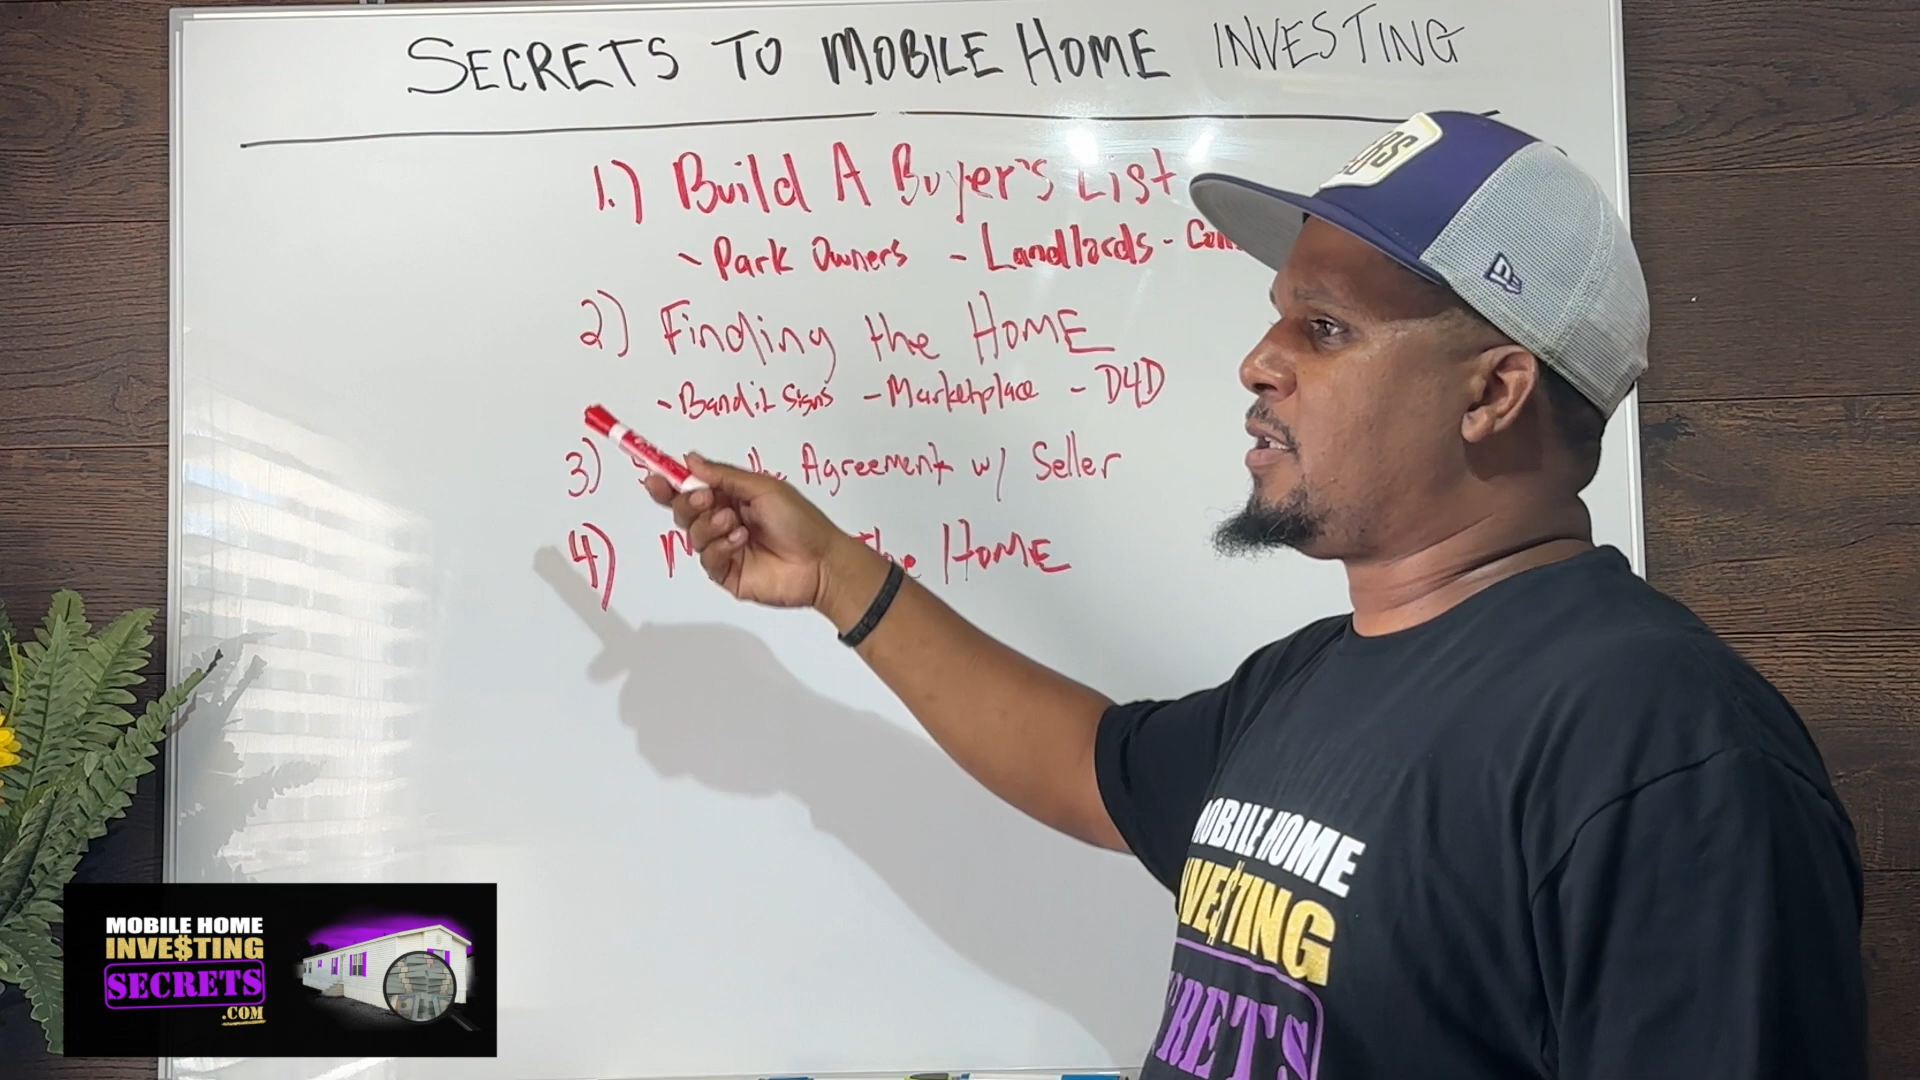 SECRETS TO MOBILE HOME INVESTING
1.) Build A Buyer's List
- Park Owners - Landlords -
2) Finding the HOME
- Bandit Signs - Marketplace - D4D
3) Agreement w/ Seller
4) the HOME
MOBILE HOME
INVE$TING
SECRETS
.COM
MOBILE HOME
INVE$TING